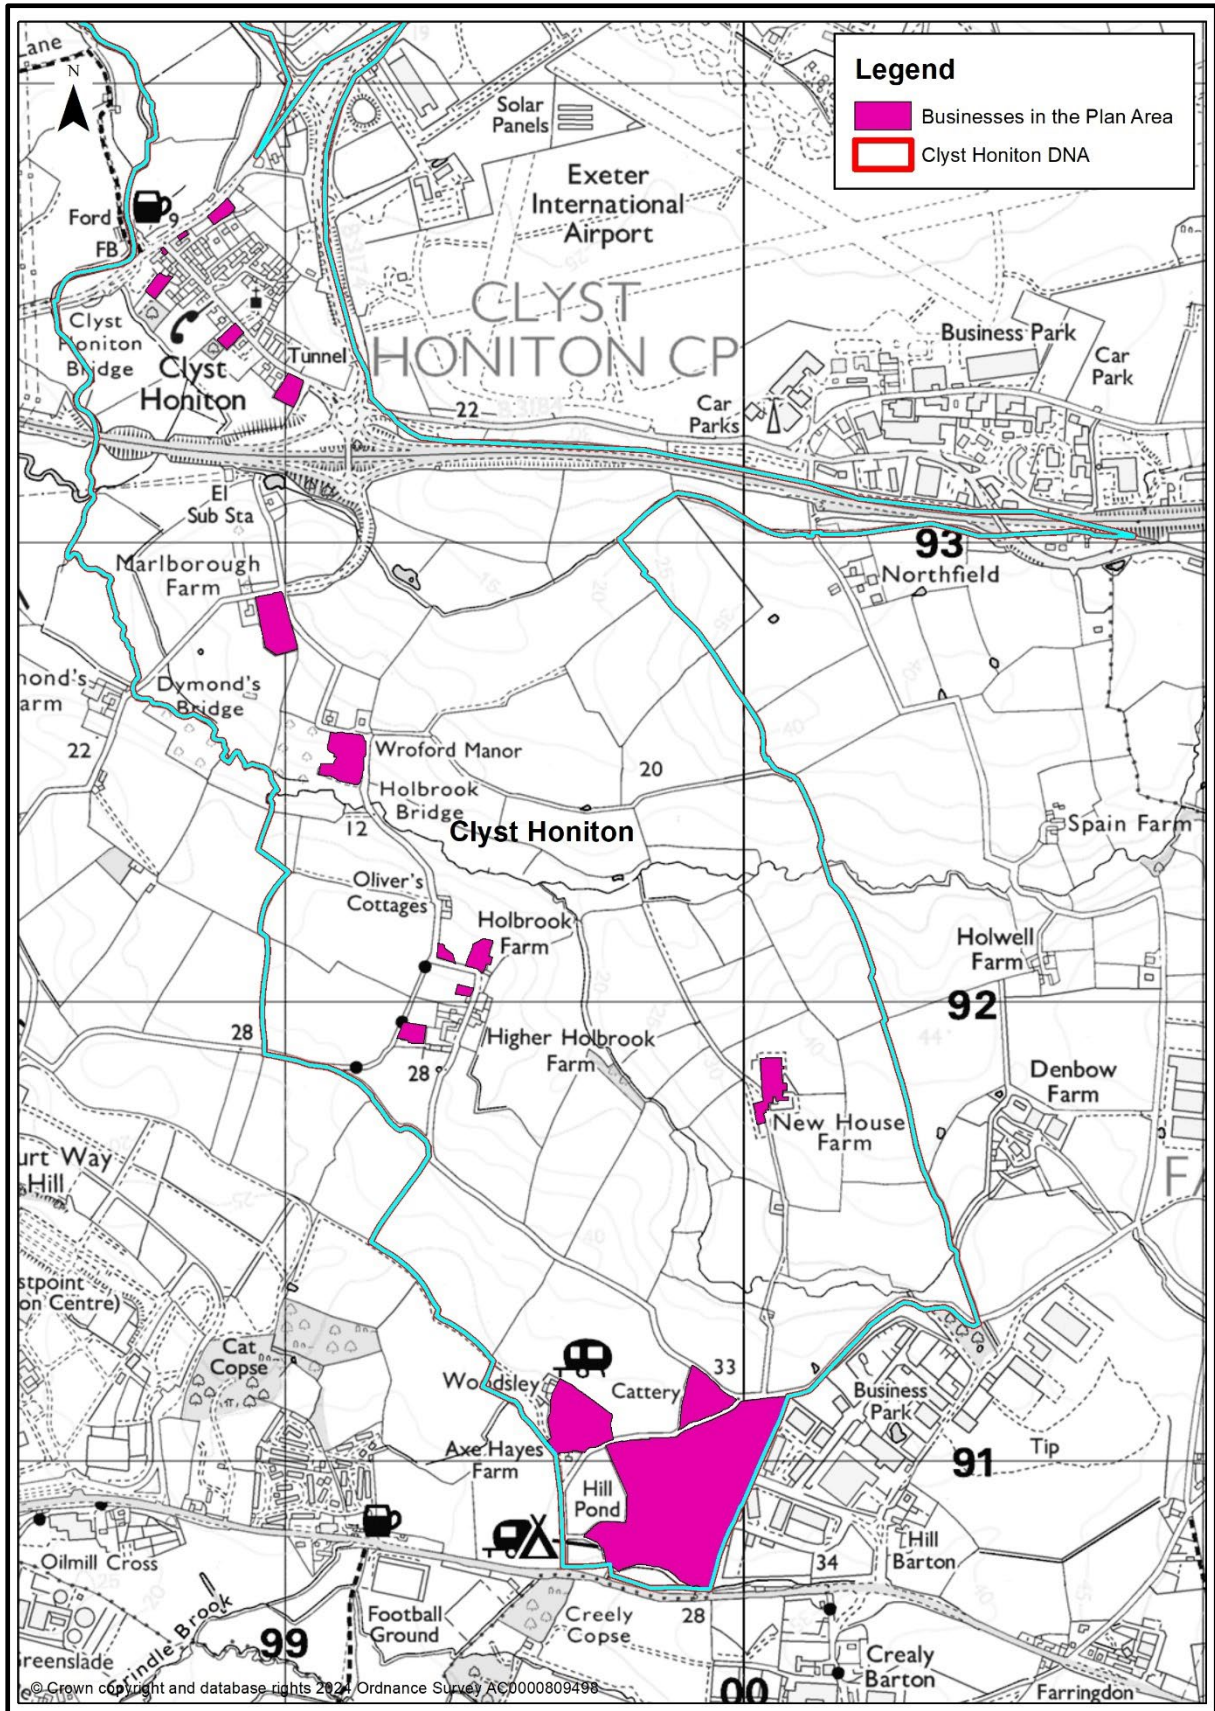 Legend
Businesses in the Plan Area
Clyst Honiton DNA
N
19
Solar
Panels
Exeter
International
Airport
Ford
9
FB
CLYST
HONITON CP
Clyst
Honiton
Bridge
Clyst
Honiton
Tunnel
Business Park
Car
Park
22
Car
Parks
El
Sub Sta
Marlborough
Farm
93
Northfield
Dymond's
Bridge
22
Wroford Manor
20
Holbrook
Bridge
12
Clyst Honiton
Spain Farm
Oliver's
Cottages
Holbrook
Farm
Holwell
Farm
92
28
Higher Holbrook
Farm
28
Denbow
Farm
New House
Farm
Hill
40
Cat
Copse
33
Woodsley
Cattery
Business
Park
Axe Hayes
Farm
Tip
91
Hill
Pond
Hill
Barton
Oilmill Cross
34
25
20
Football
Ground
Creely
Copse
28
99
Crealy
Barton
00
Farringdon
© Crown copyright and database rights 2024 Ordnance Survey AC0000809498